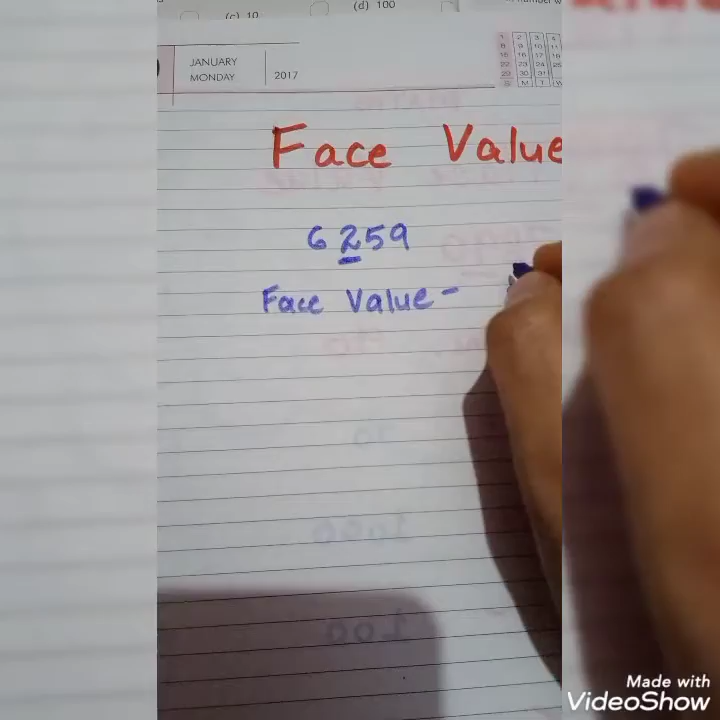 (c) 10
(d) 100
JANUARY
MONDAY
2017
Face Value
6259
Face Value -
Made with
VideoShow